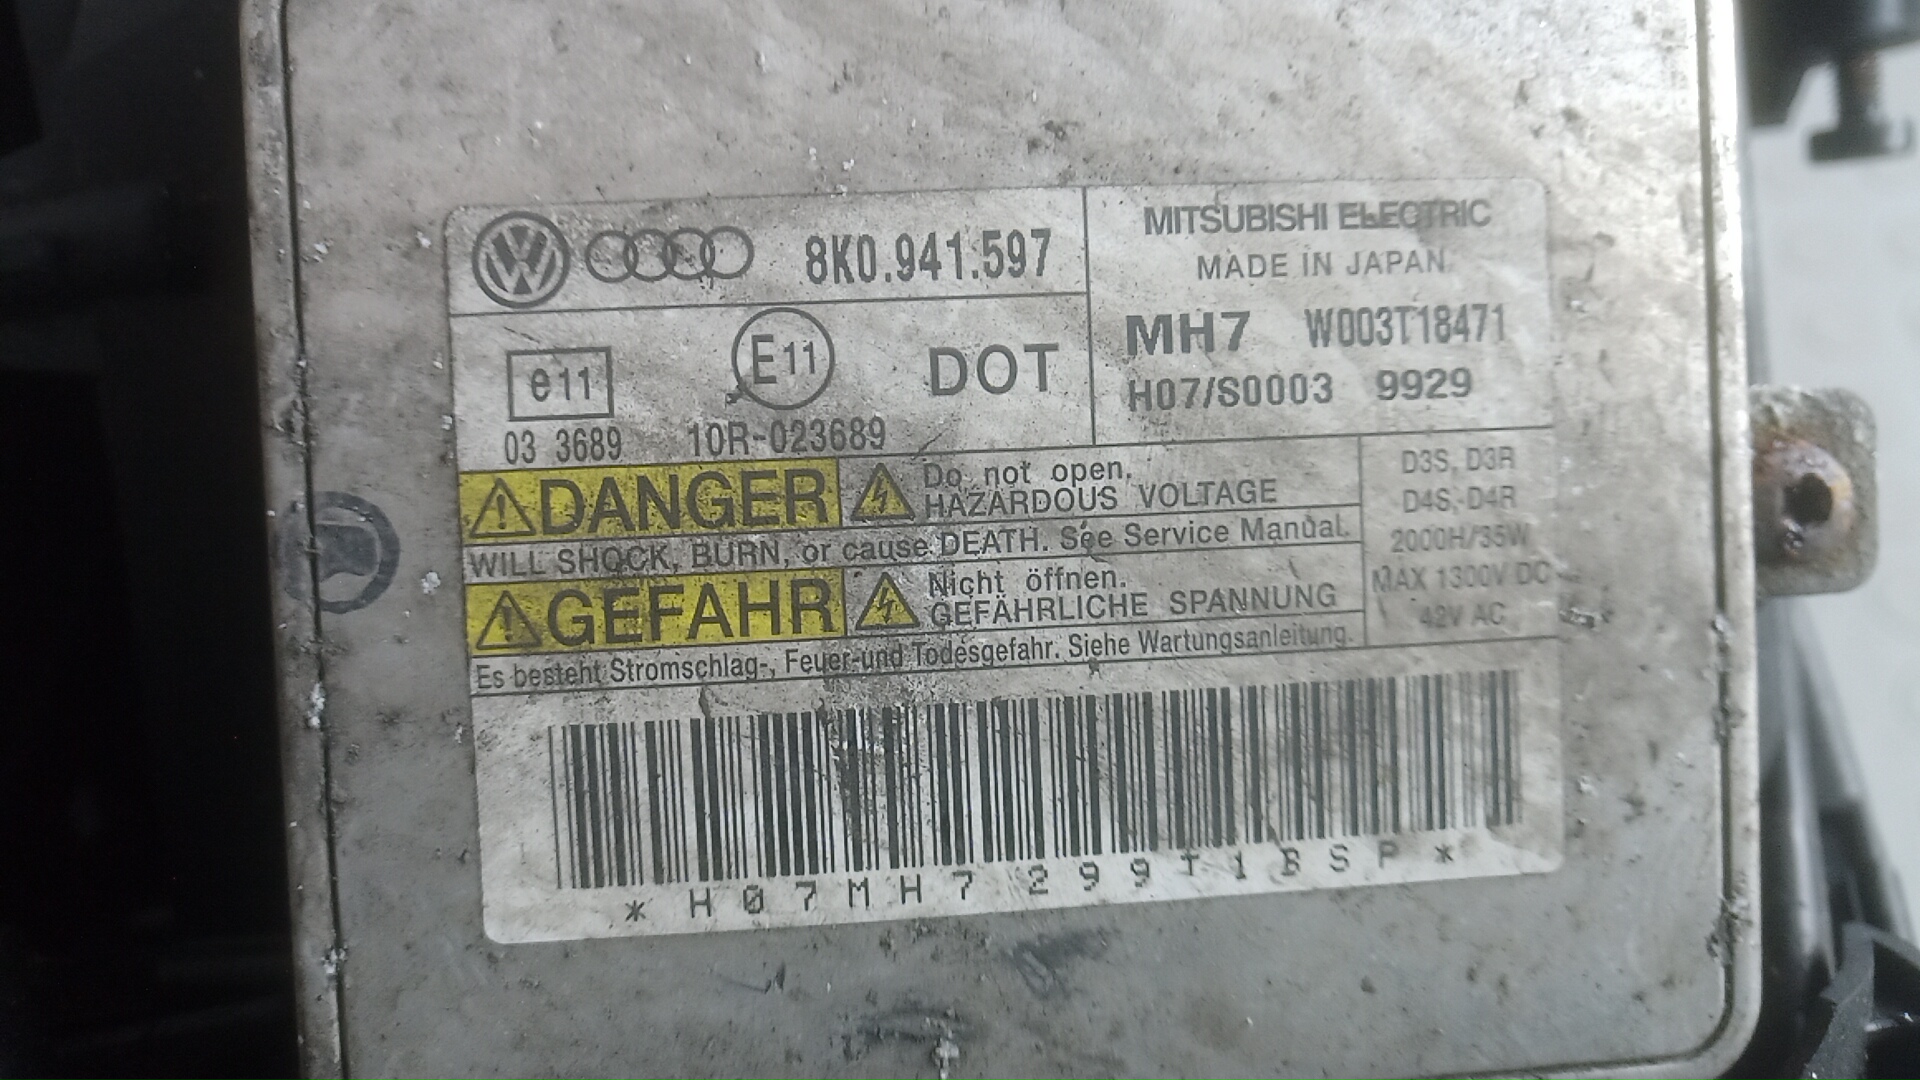 8K0.941.597
MITSUBISHI ELECTRIC
MADE IN JAPAN
MH7 W003T18471
H07/S0003 9929
e11
E11
DOT
03 3689
10R-023689
DANGER
Do not open.
HAZARDOUS VOLTAGE
WILL SHOCK, BURN, or cause DEATH. See Service Manual.
GEFAHR
Nicht öffnen.
GEFÄHRLICHE SPANNUNG
Es besteht Stromschlag-, Feuer-und Todesgefahr. Siehe Wartungsanleitung.
D3S, D3R
D4S, D4R
2000H/35W
MAX 1300V DC
42V AC
* H07MH7 299T1BSP *